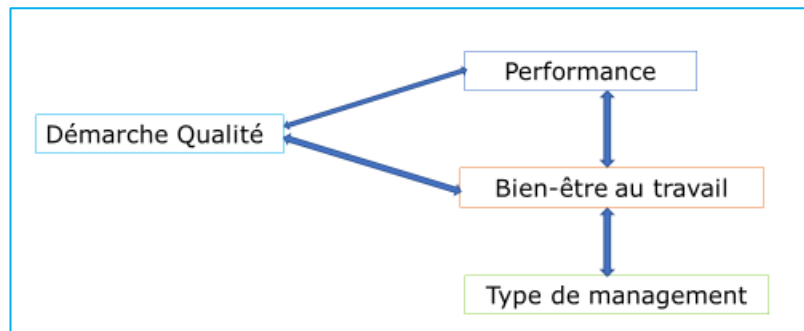 Performance
Démarche Qualité
Bien-être au travail
Type de management